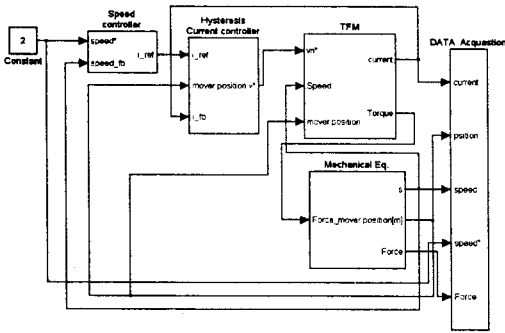 Speed
controller
speed*
speed_fb
i_ref
2
Constant
Hysteresis
Current controller
i_ref
mover position v*
i_fb
TFM
vn*
Speed
mover position
current
Torque
Mechanical Eq.
s
Force_mover position[m]
Force
DATA Acquastion
current
psition
speed
speed*
Force